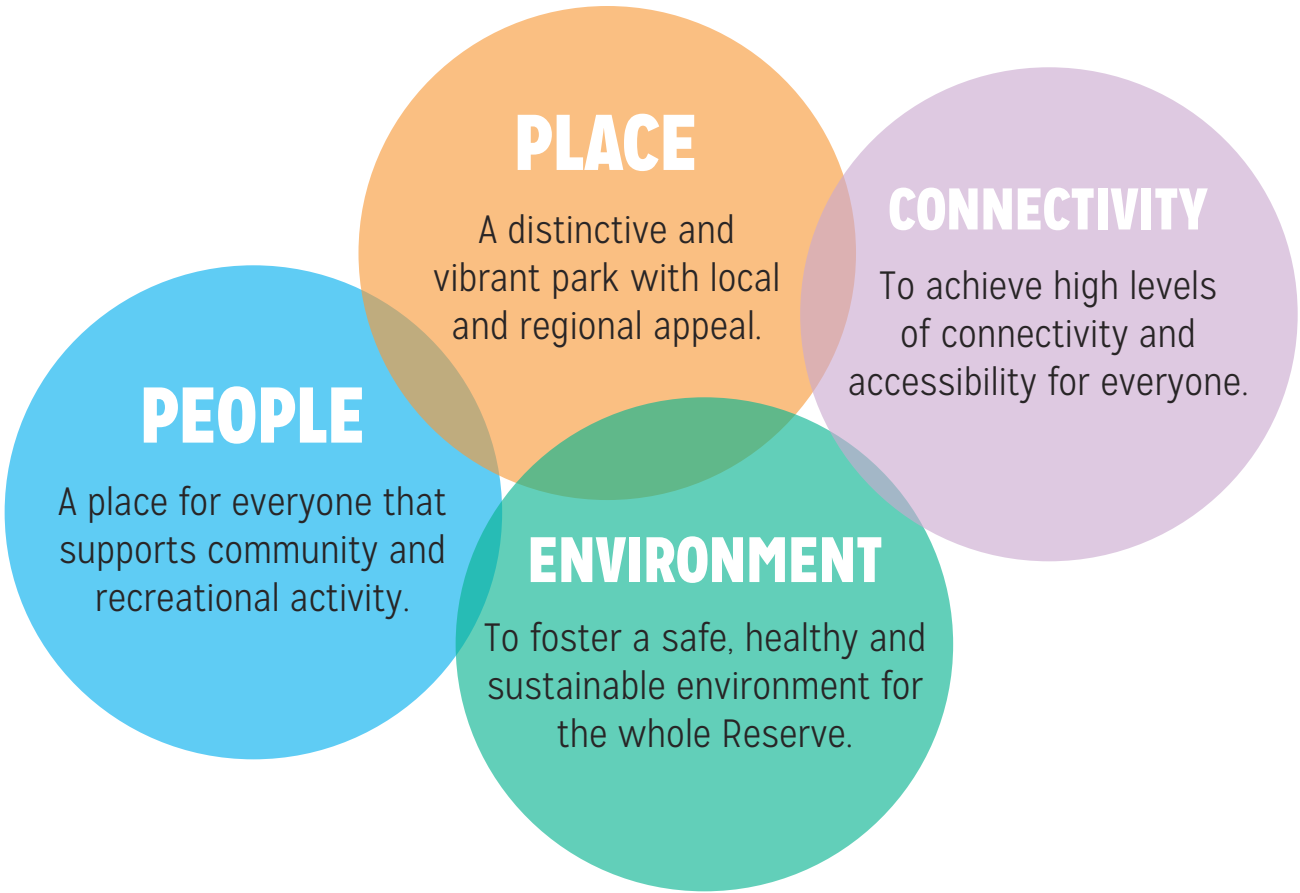 PLACE
A distinctive and
vibrant park with local
and regional appeal.
CONNECTIVITY
To achieve high levels
of connectivity and
accessibility for everyone.
PEOPLE
A place for everyone that
supports community and
recreational activity.
ENVIRONMENT
To foster a safe, healthy and
sustainable environment for
the whole Reserve.